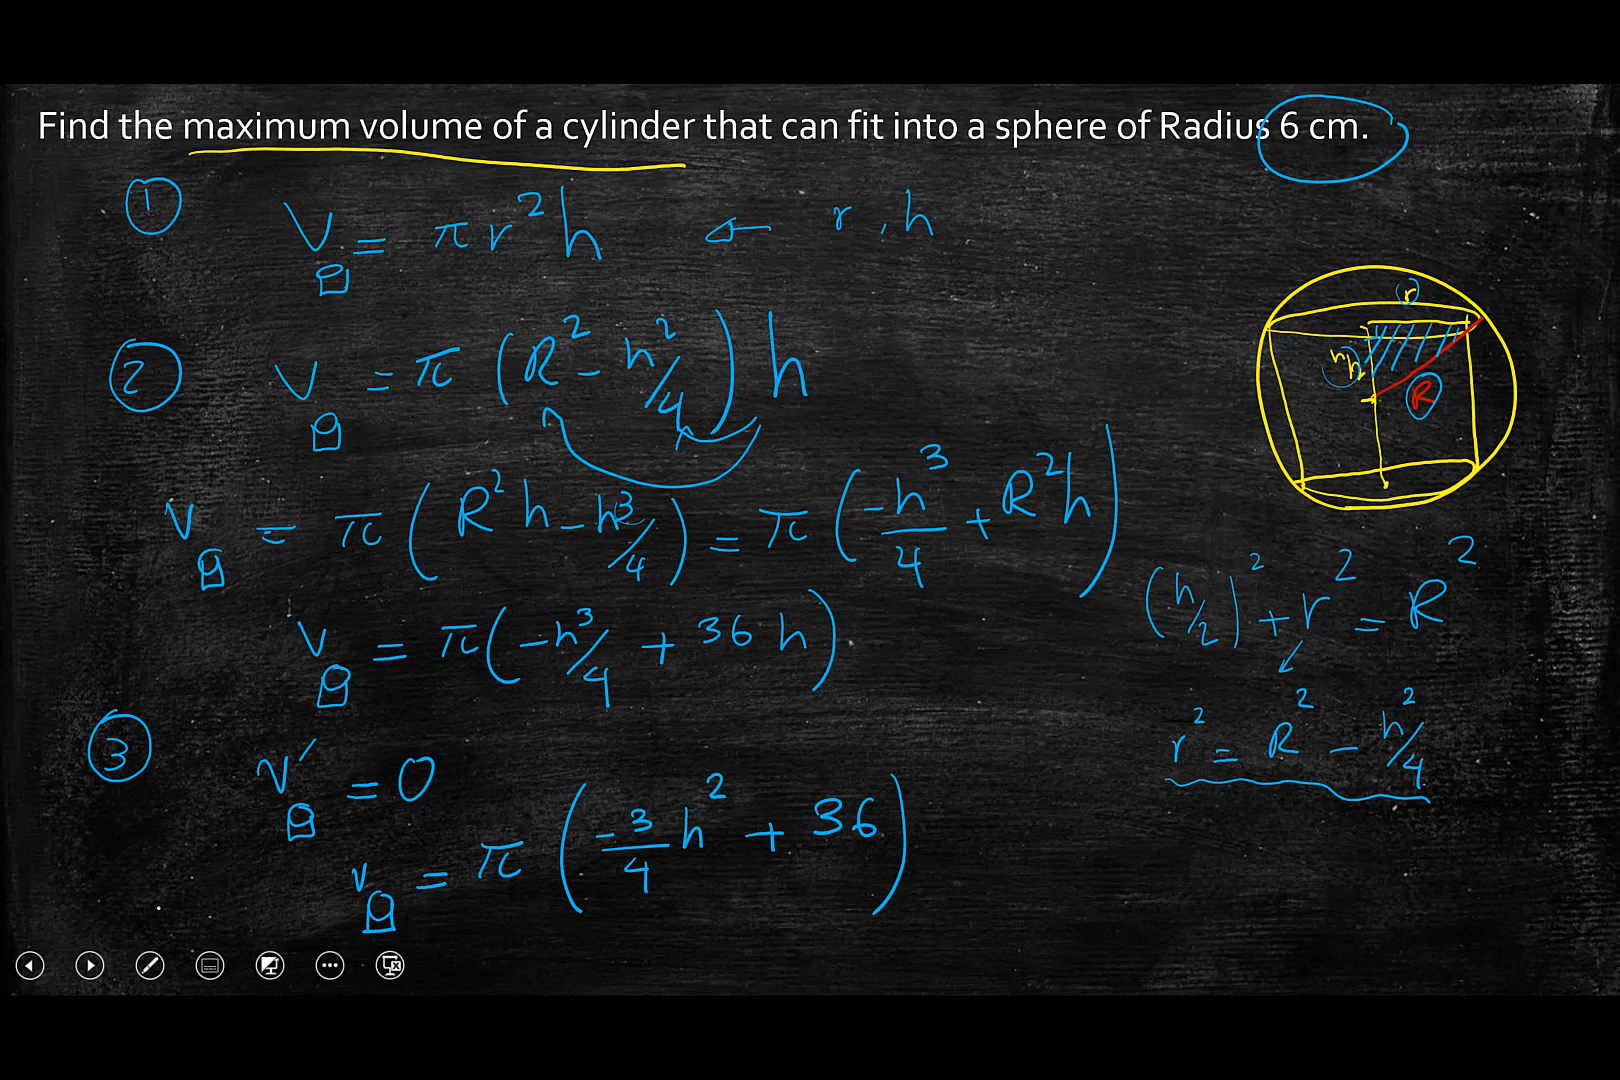 Find the maximum volume of a cylinder that can fit into a sphere of Radius 6 cm.
1
V = πr²h ← r, h
2
V = π(R² - h²/4)h
r
h/2
R
V = π(R²h - h³/4) = π(-h³/4 + R²h)
(h/2)² + r² = R²
V = π(-h³/4 + 36h)
r² = R² - h²/4
3
V' = 0
V = π(-3/4 h² + 36)